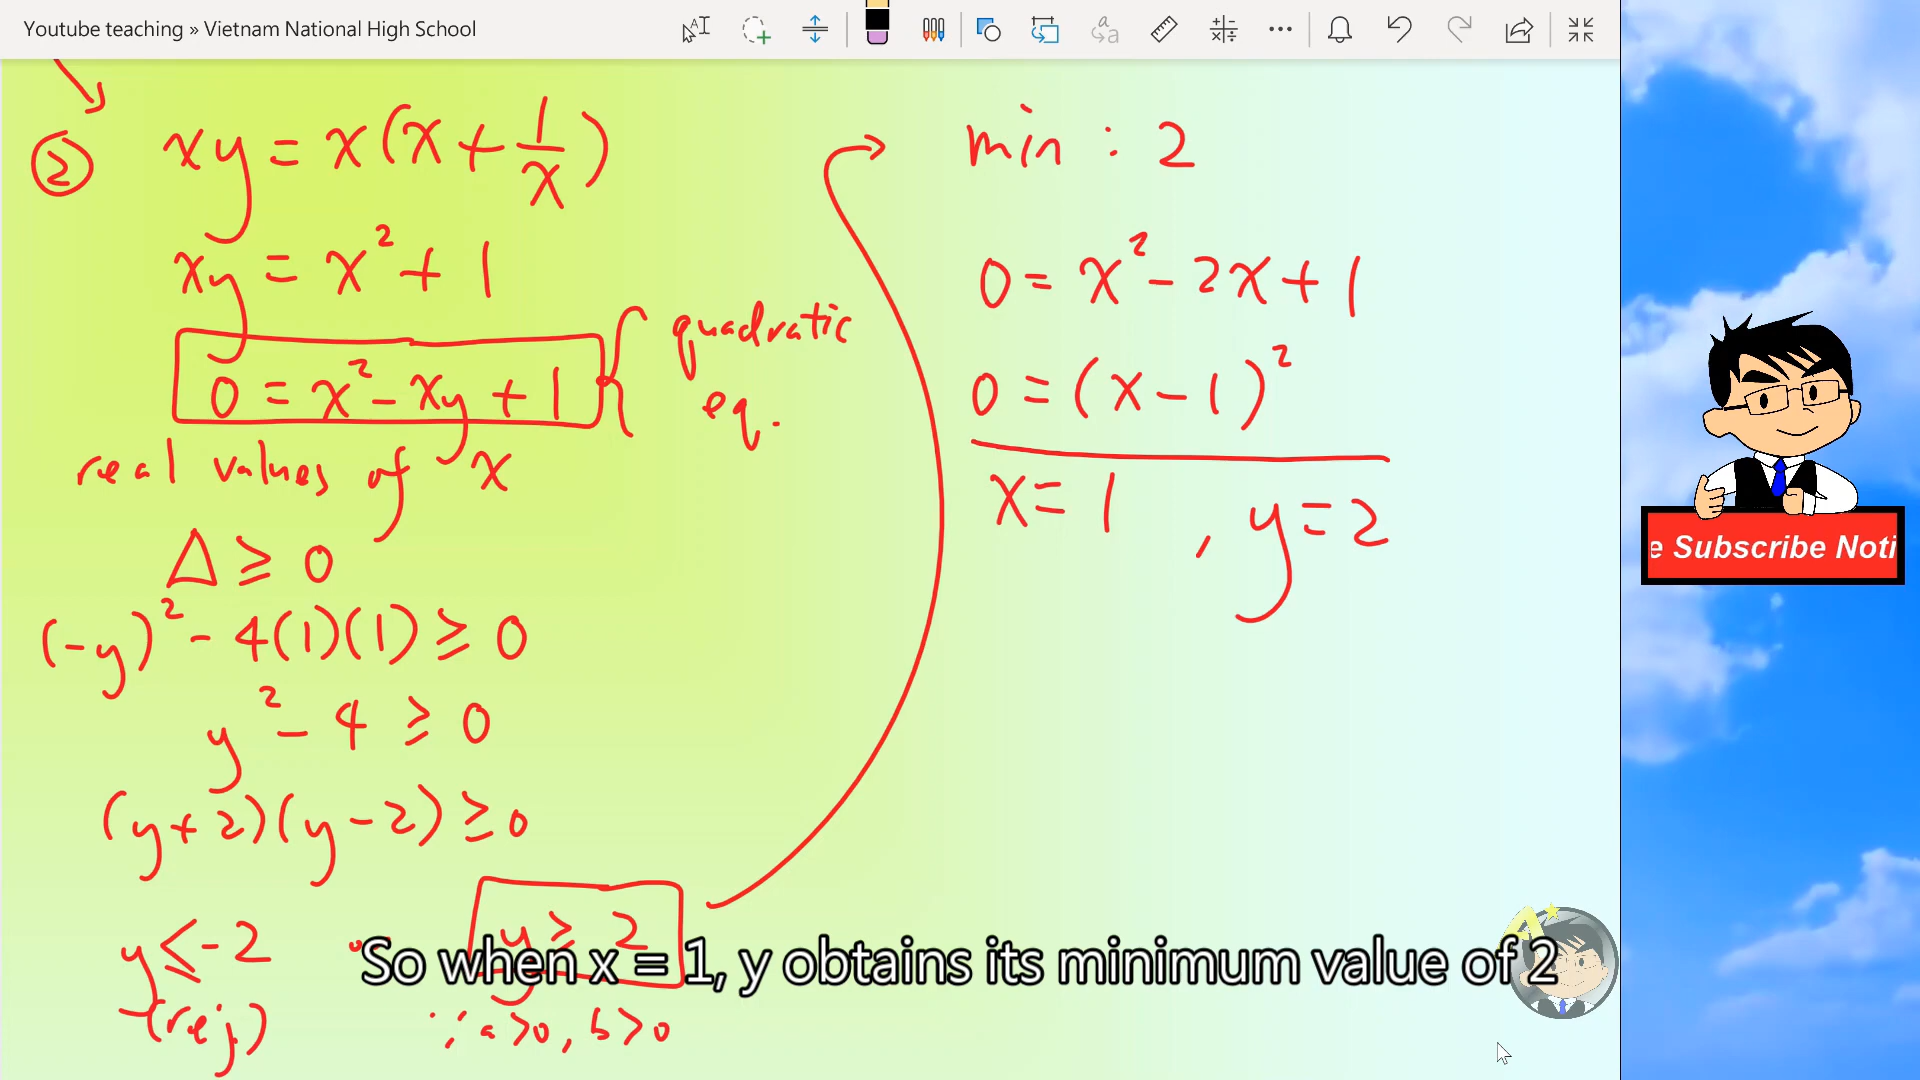 Youtube teaching » Vietnam National High School
② xy = x(x + 1/x)
xy = x² + 1
0 = x² - xy + 1
quadratic eq.
real values of x
Δ ≥ 0
(-y)² - 4(1)(1) ≥ 0
y² - 4 ≥ 0
(y+2)(y-2) ≥ 0
y ≤ -2 y ≥ 2
(rej) ∵ a>0, b>0
min : 2
0 = x² - 2x + 1
0 = (x-1)²
x = 1 , y = 2
e Subscribe Noti
So when x = 1, y obtains its minimum value of 2
A